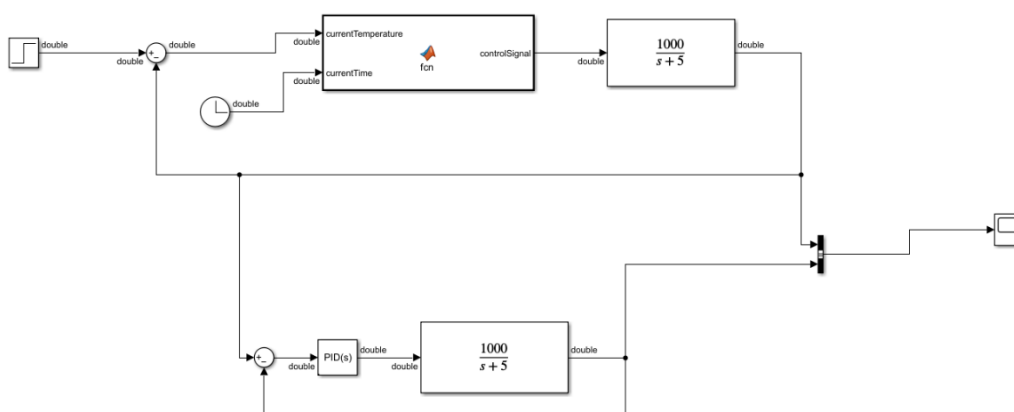 double
double
+
−
double
double
currentTemperature
double
currentTime
double
fcn
controlSignal
double
1000
s + 5
double
+
−
double
PID(s)
double
double
1000
s + 5
double